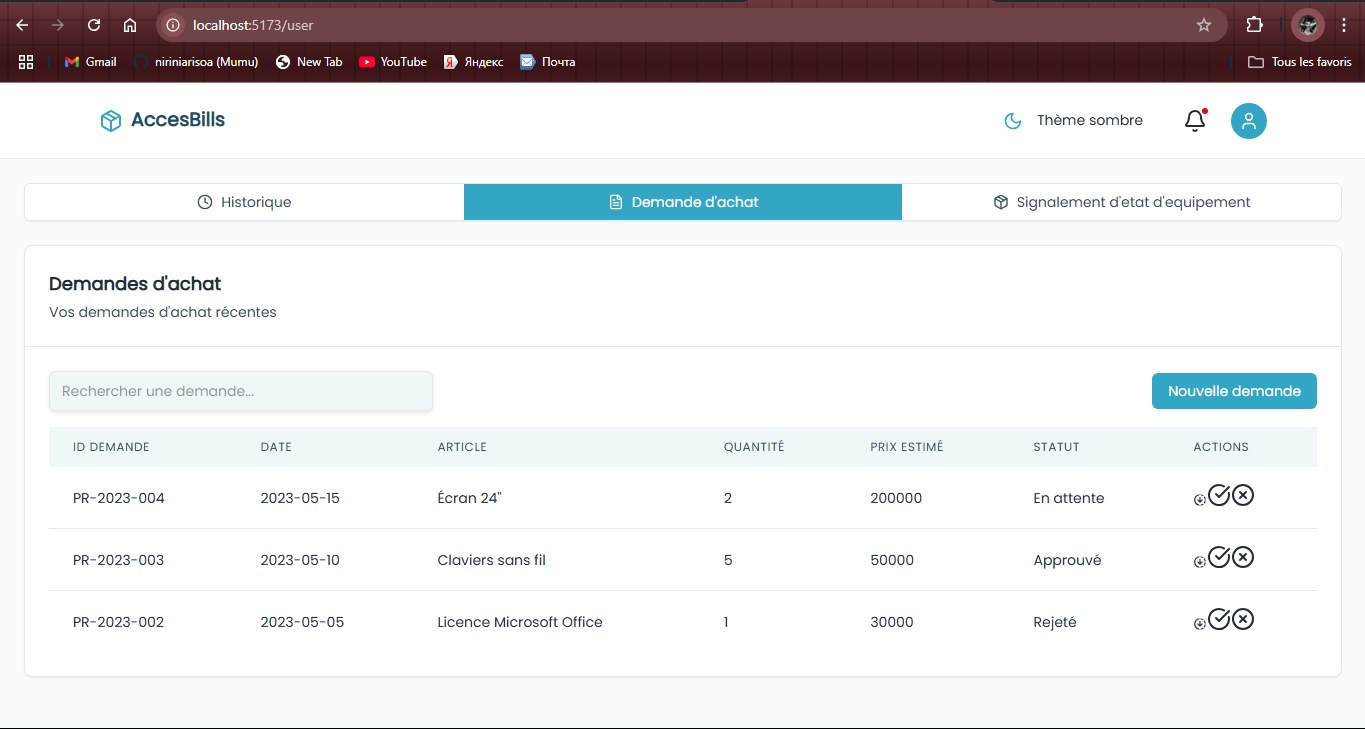 localhost:5173/user
Gmail niriniarisoa (Mumu) New Tab YouTube Яндекс Почта Tous les favoris
AccesBills Thème sombre
Historique Demande d'achat Signalement d'etat d'equipement
Demandes d'achat
Vos demandes d'achat récentes
Rechercher une demande... Nouvelle demande
ID DEMANDE DATE ARTICLE QUANTITÉ PRIX ESTIMÉ STATUT ACTIONS
PR-2023-004 2023-05-15 Écran 24" 2 200000 En attente
PR-2023-003 2023-05-10 Claviers sans fil 5 50000 Approuvé
PR-2023-002 2023-05-05 Licence Microsoft Office 1 30000 Rejeté